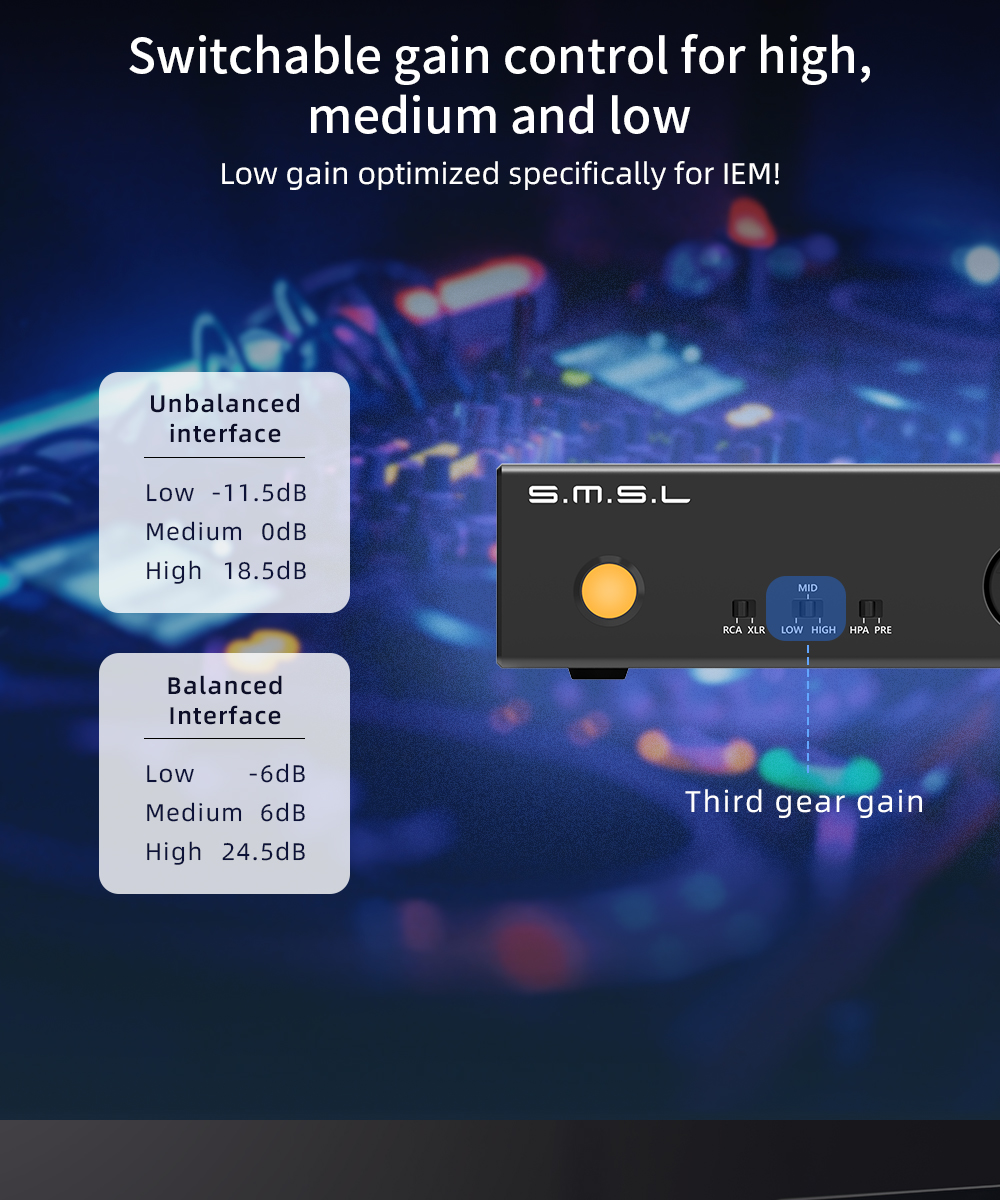 Switchable gain control for high,
medium and low
Low gain optimized specifically for IEM!
Unbalanced
interface
Low -11.5dB
Medium 0dB
High 18.5dB
S.M.S.L
MID
RCA XLR LOW HIGH HPA PRE
Balanced
Interface
Low -6dB
Medium 6dB
High 24.5dB
Third gear gain